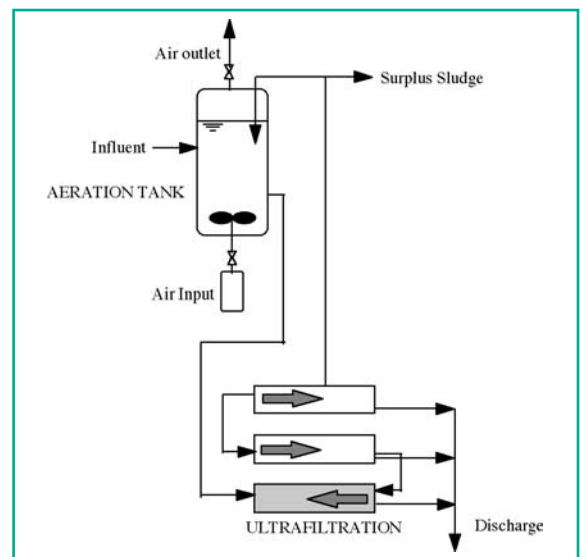 Air outlet
Surplus Sludge
Influent
AERATION TANK
Air Input
ULTRAFILTRATION
Discharge